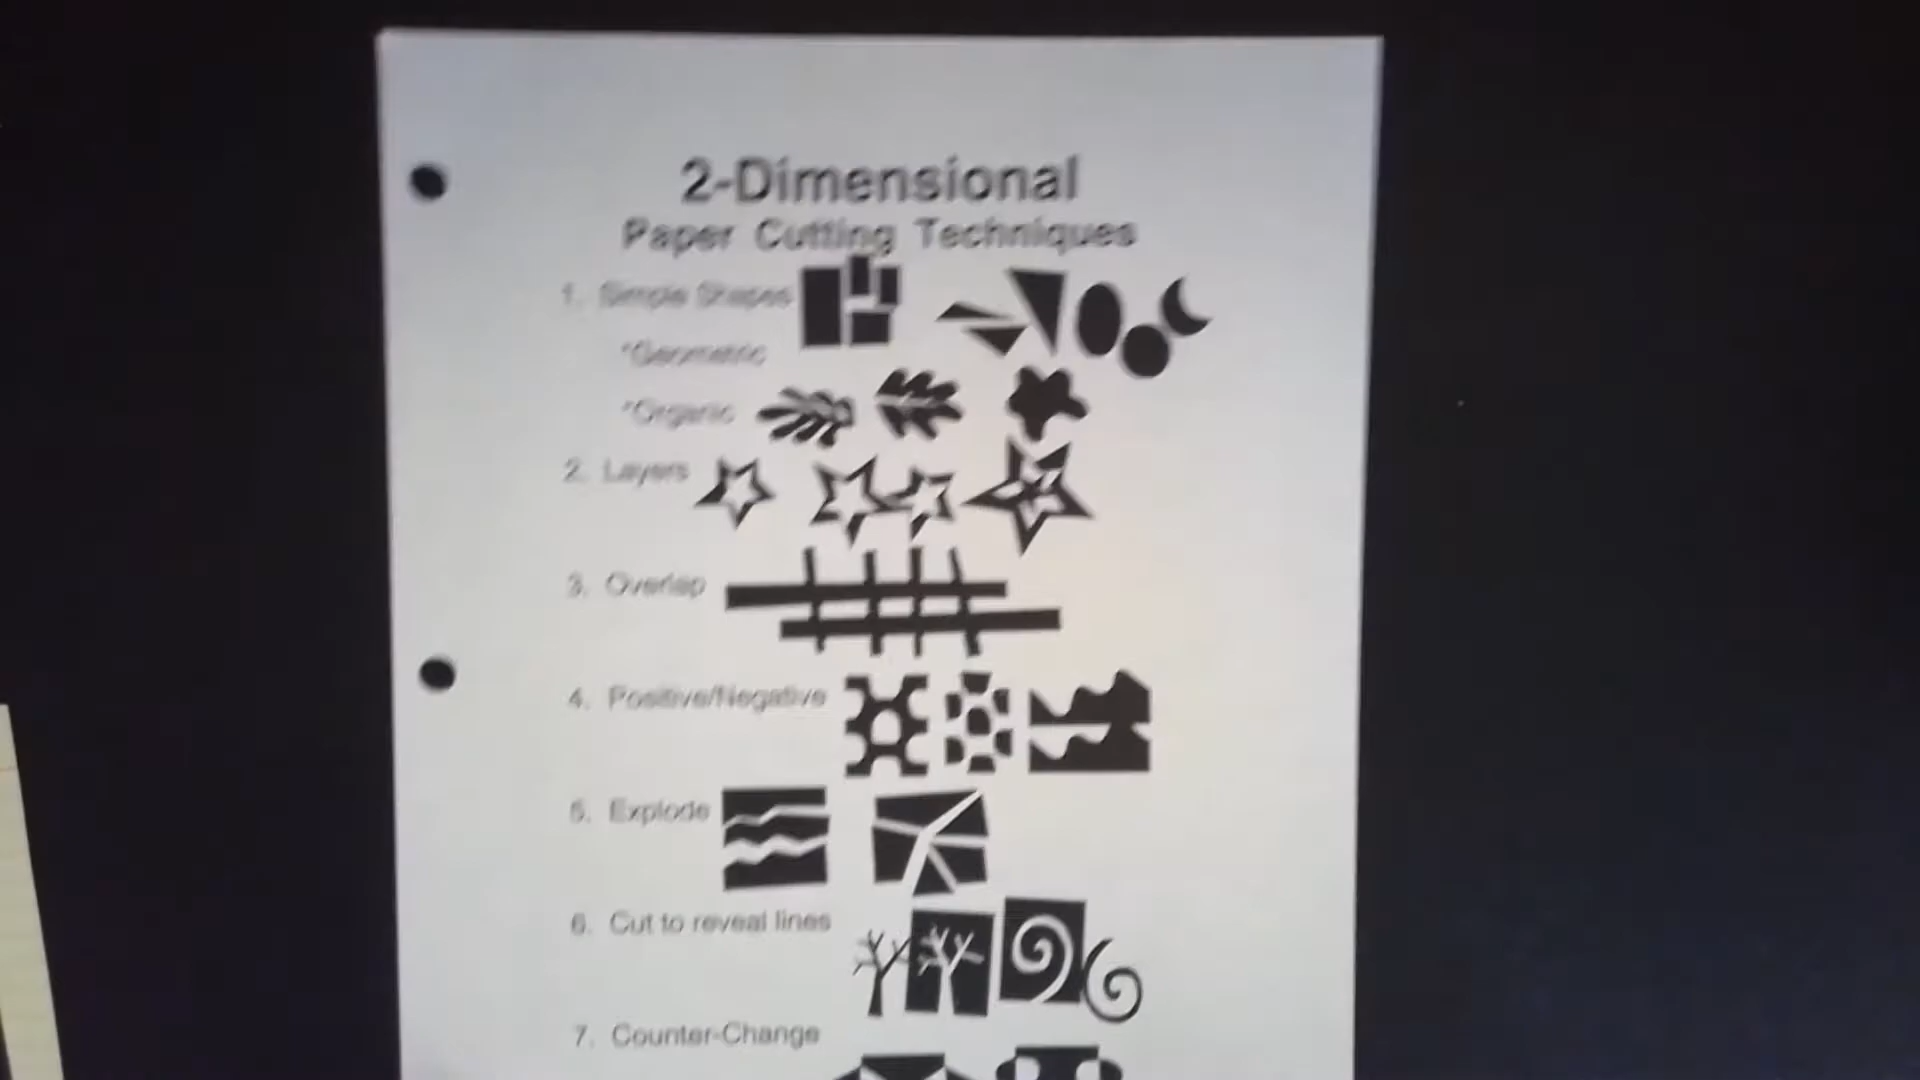 2-Dimensional
Paper Cutting Techniques
1. Simple Shapes
*Geometric
*Organic
2. Layers
3. Overlap
4. Positive/Negative
5. Explode
6. Cut to reveal lines
7. Counter-Change